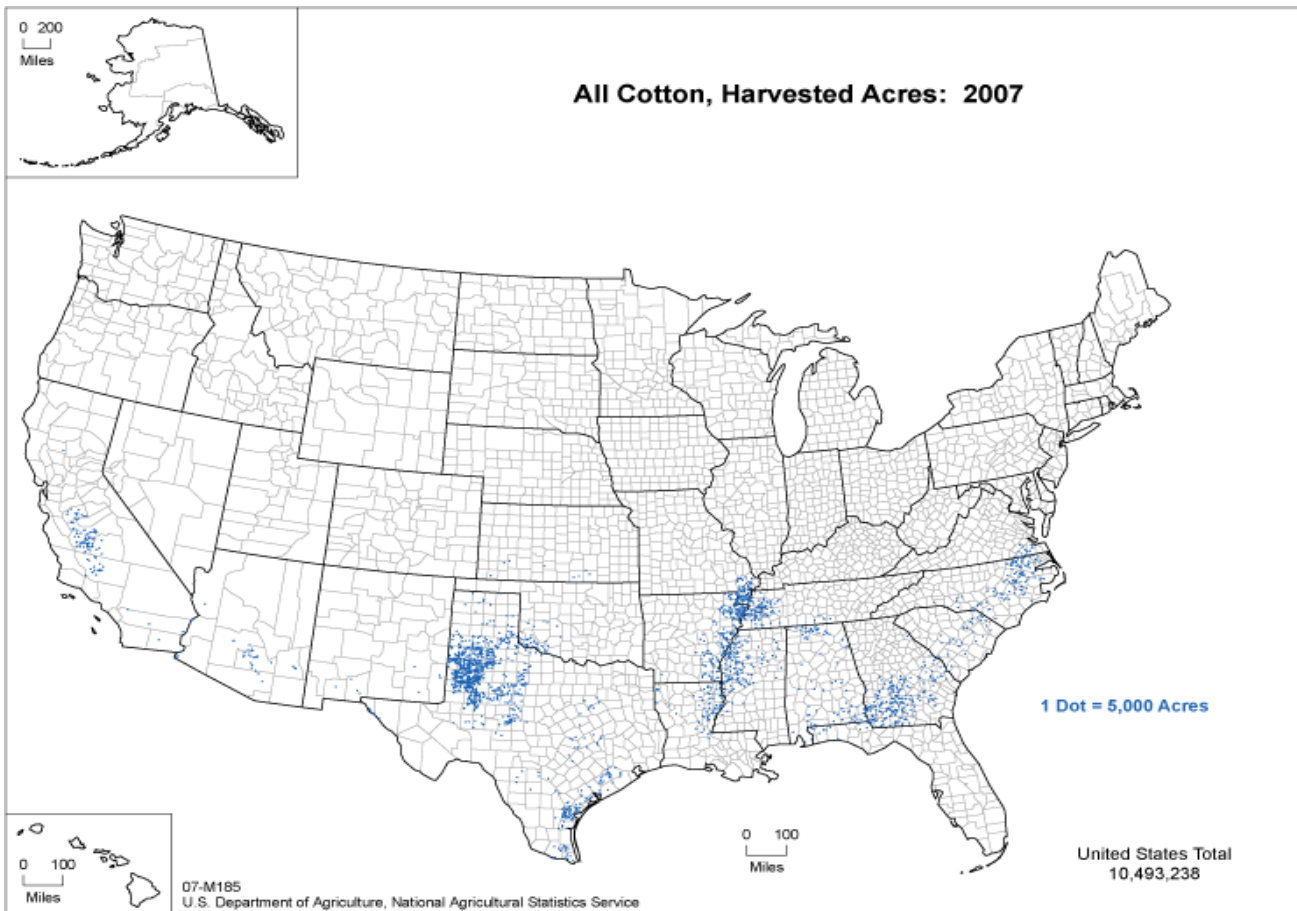 0 200
Miles
All Cotton, Harvested Acres: 2007
1 Dot = 5,000 Acres
0 100
Miles
United States Total
10,493,238
0 100
Miles
07-M185
U.S. Department of Agriculture, National Agricultural Statistics Service